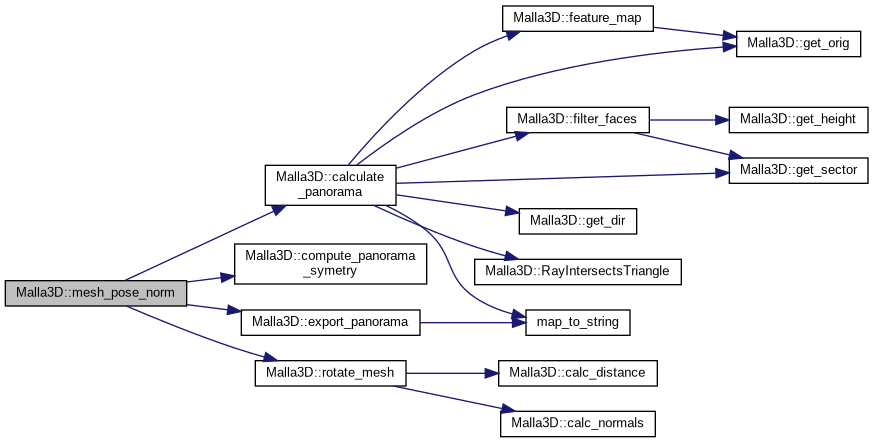 Malla3D::feature_map
Malla3D::get_orig
Malla3D::filter_faces
Malla3D::get_height
Malla3D::calculate
_panorama
Malla3D::get_sector
Malla3D::get_dir
Malla3D::compute_panorama
_symetry
Malla3D::RayIntersectsTriangle
Malla3D::mesh_pose_norm
Malla3D::export_panorama
map_to_string
Malla3D::rotate_mesh
Malla3D::calc_distance
Malla3D::calc_normals